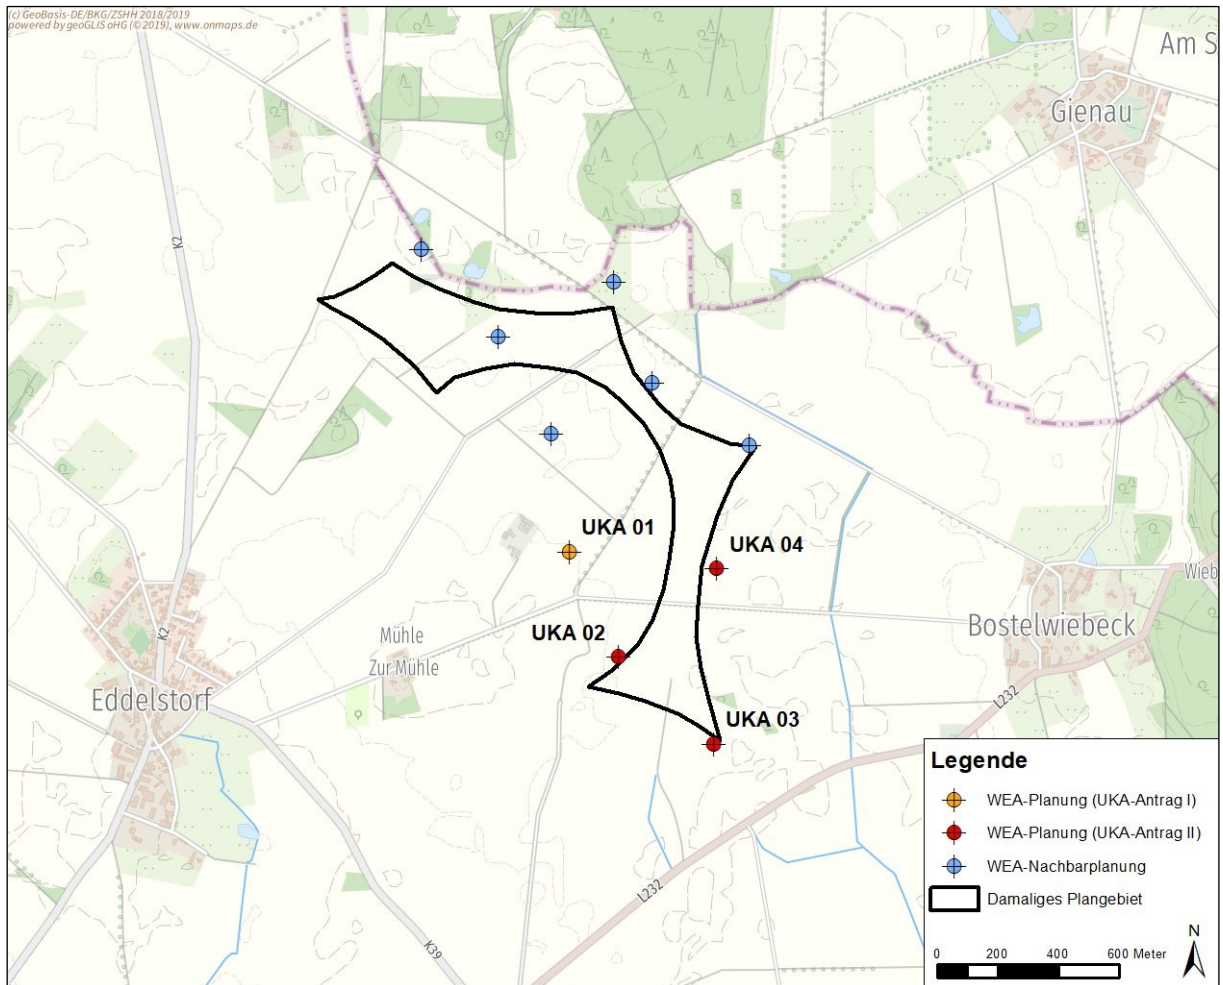 (c) GeoBasis-DE/BKG/ZSHH 2018/2019
powered by geoGLIS oHG (© 2019), www.onmaps.de
Am S
Gienau
K2
UKA 01
UKA 04
Wieb
UKA 02
Mühle
Zur Mühle
Bostelwiebeck
K2
Eddelstorf
L232
UKA 03
L232
K39
Legende
WEA-Planung (UKA-Antrag I)
WEA-Planung (UKA-Antrag II)
WEA-Nachbarplanung
Damaliges Plangebiet
N
0 200 400 600 Meter